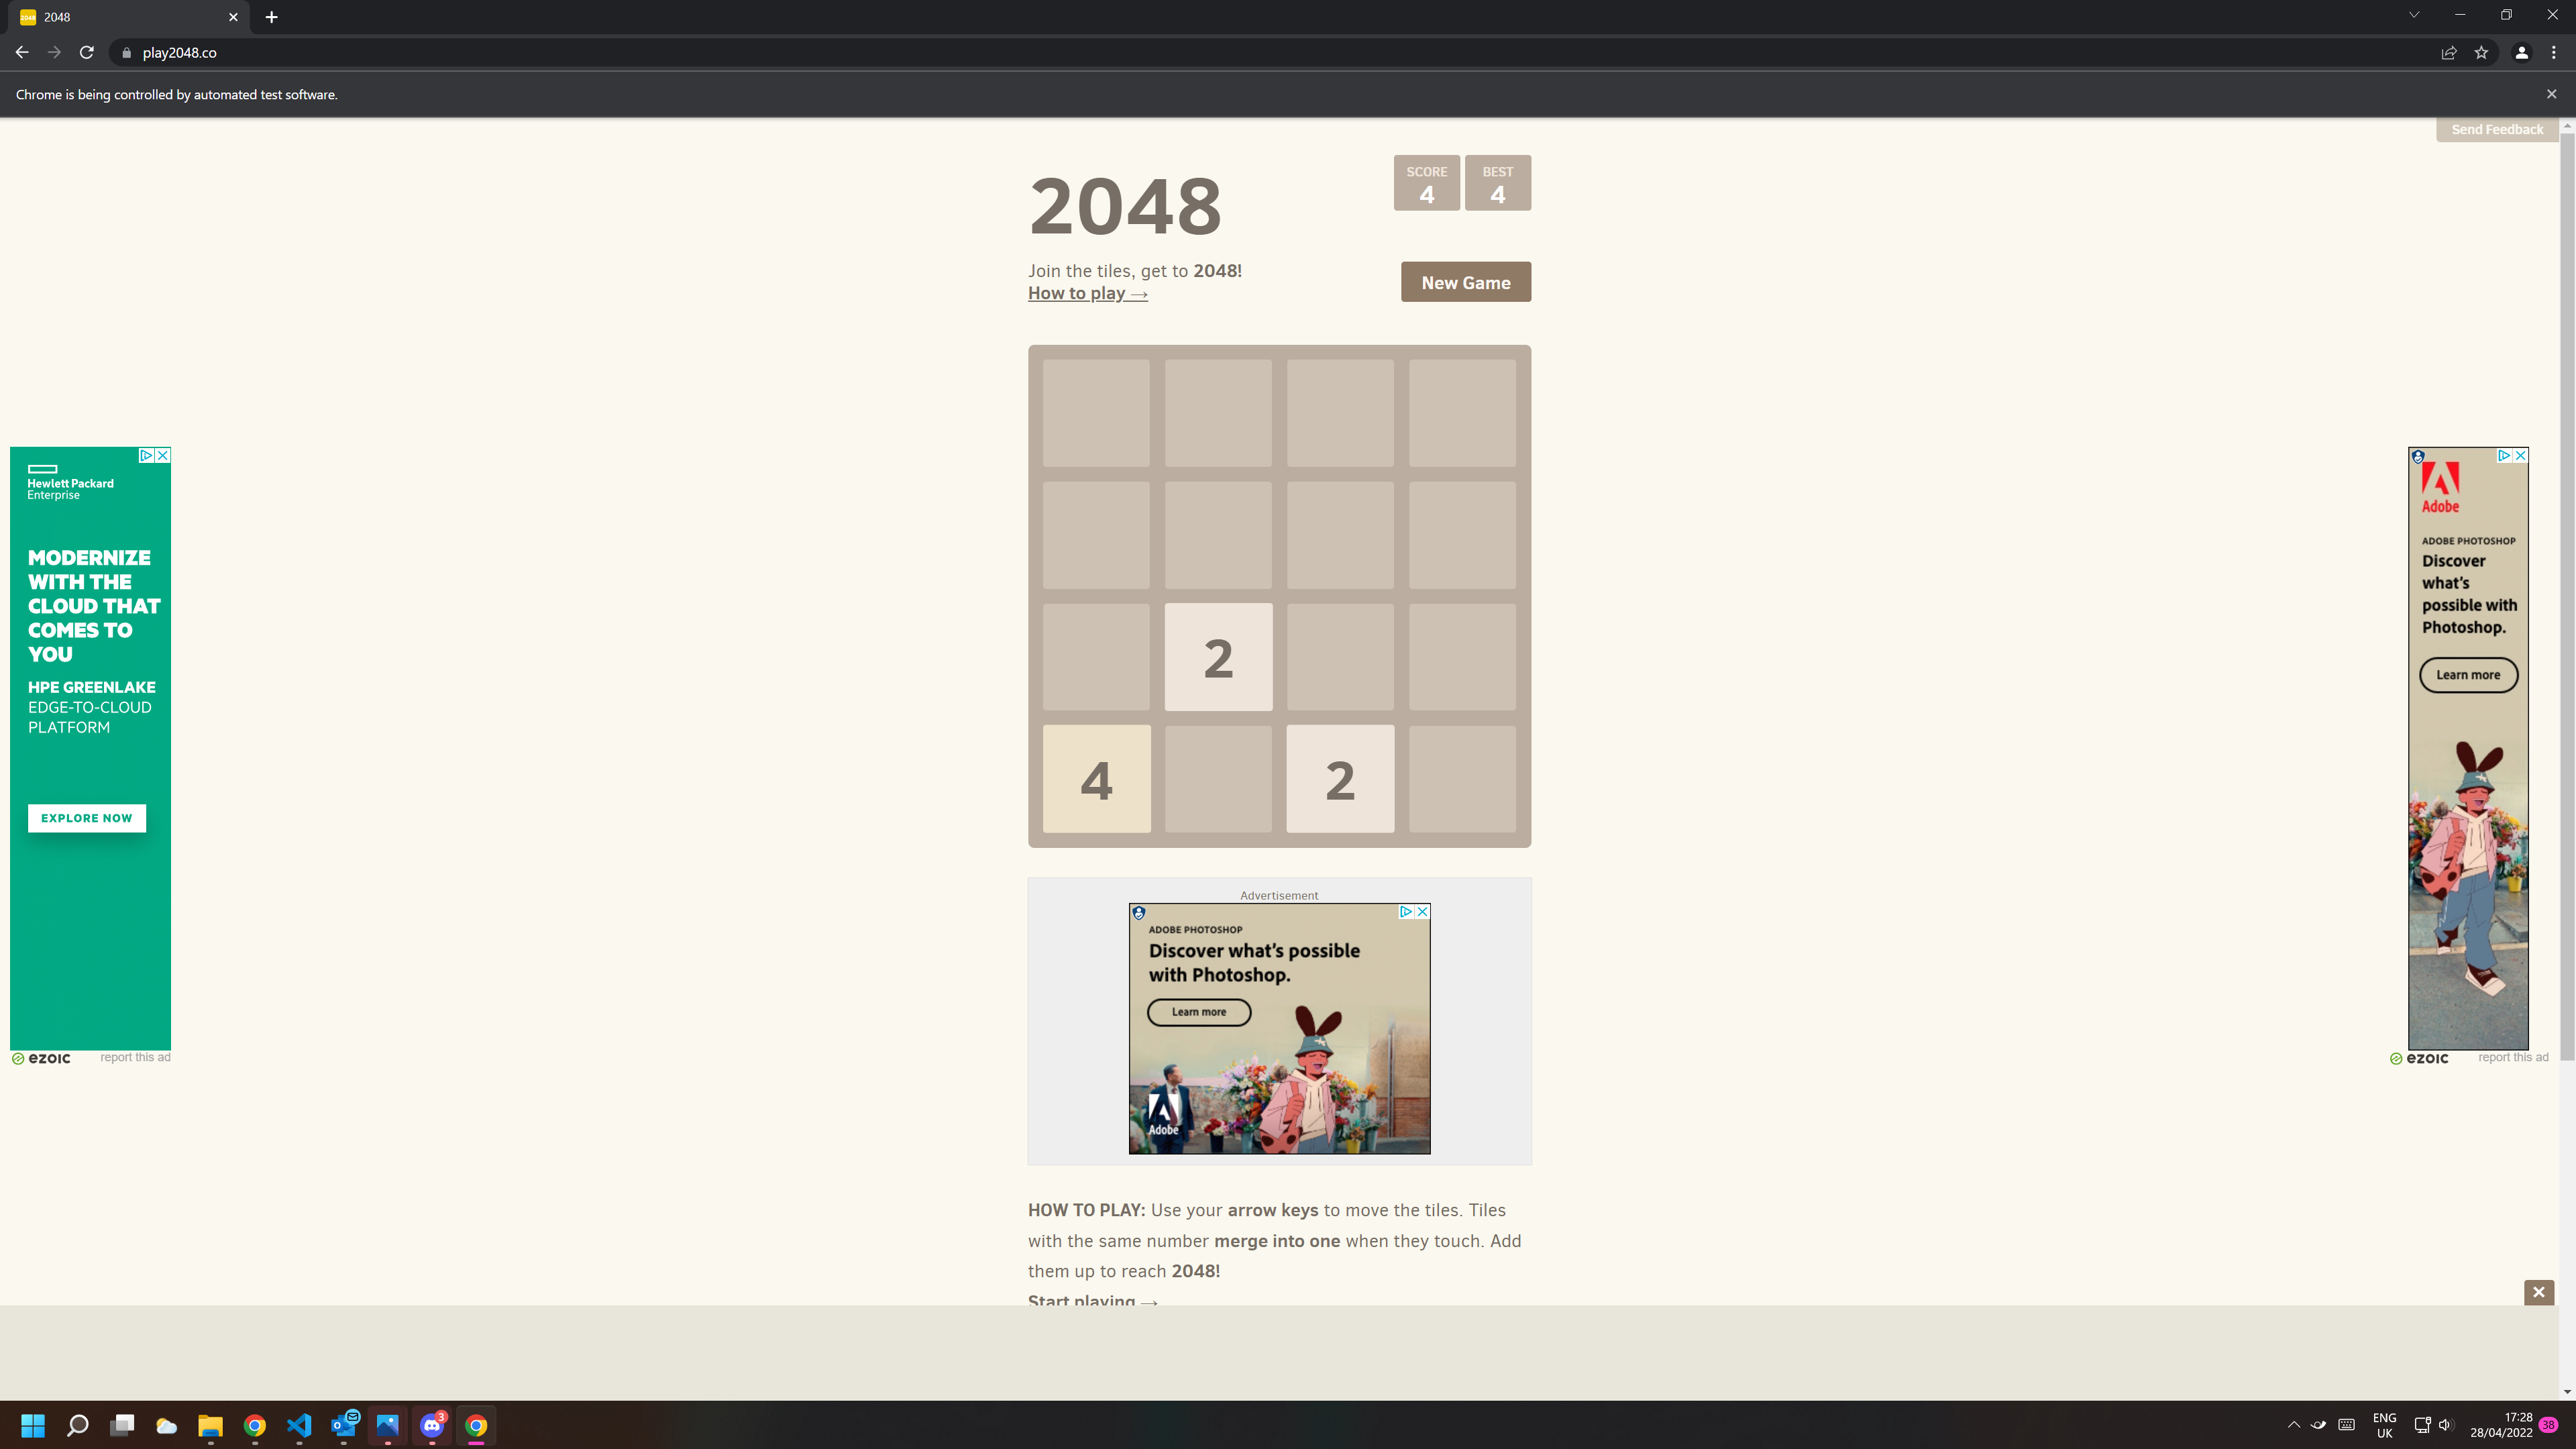 2048
play2048.co
Chrome is being controlled by automated test software.
Send Feedback
2048
SCORE
4
BEST
4
Join the tiles, get to 2048!
How to play →
New Game
2
4
2
Hewlett Packard
Enterprise
MODERNIZE
WITH THE
CLOUD THAT
COMES TO
YOU
HPE GREENLAKE
EDGE-TO-CLOUD
PLATFORM
EXPLORE NOW
ezoic
report this ad
Adobe
ADOBE PHOTOSHOP
Discover
what's
possible with
Photoshop.
Learn more
ezoic
report this ad
Advertisement
ADOBE PHOTOSHOP
Discover what's possible
with Photoshop.
Learn more
Adobe
HOW TO PLAY: Use your arrow keys to move the tiles. Tiles
with the same number merge into one when they touch. Add
them up to reach 2048!
Start playing →
3
ENG
UK
17:28
28/04/2022
38